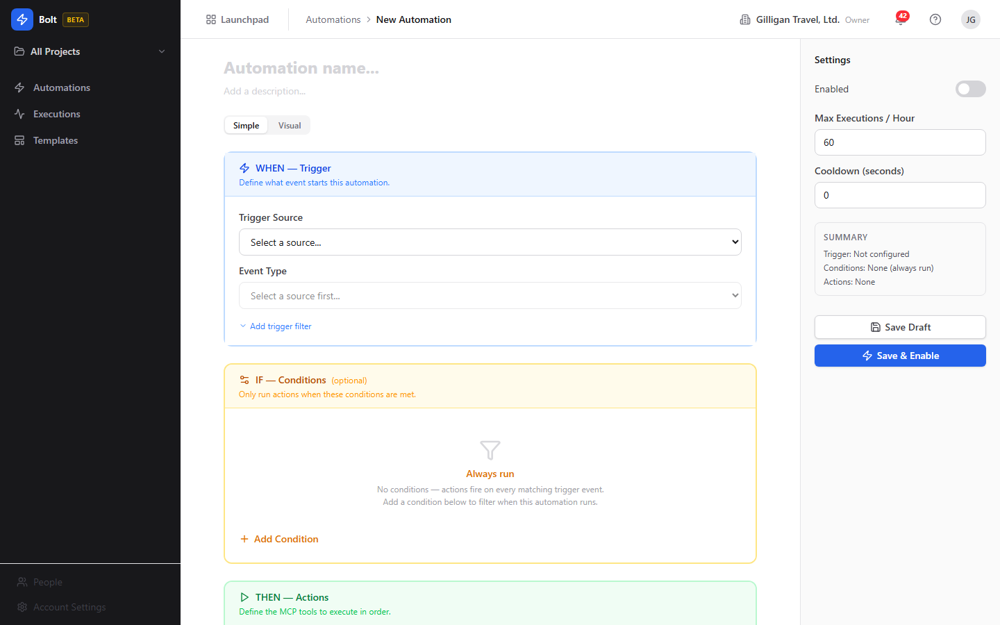 Bolt BETA
All Projects
Automations
Executions
Templates
People
Account Settings
Launchpad
Automations > New Automation
Gilligan Travel, Ltd. Owner
42
JG
Automation name...
Add a description...
Simple Visual
WHEN — Trigger
Define what event starts this automation.
Trigger Source
Select a source...
Event Type
Select a source first...
Add trigger filter
IF — Conditions (optional)
Only run actions when these conditions are met.
Always run
No conditions — actions fire on every matching trigger event.
Add a condition below to filter when this automation runs.
+ Add Condition
THEN — Actions
Define the MCP tools to execute in order.
Settings
Enabled
Max Executions / Hour
60
Cooldown (seconds)
0
SUMMARY
Trigger: Not configured
Conditions: None (always run)
Actions: None
Save Draft
Save & Enable